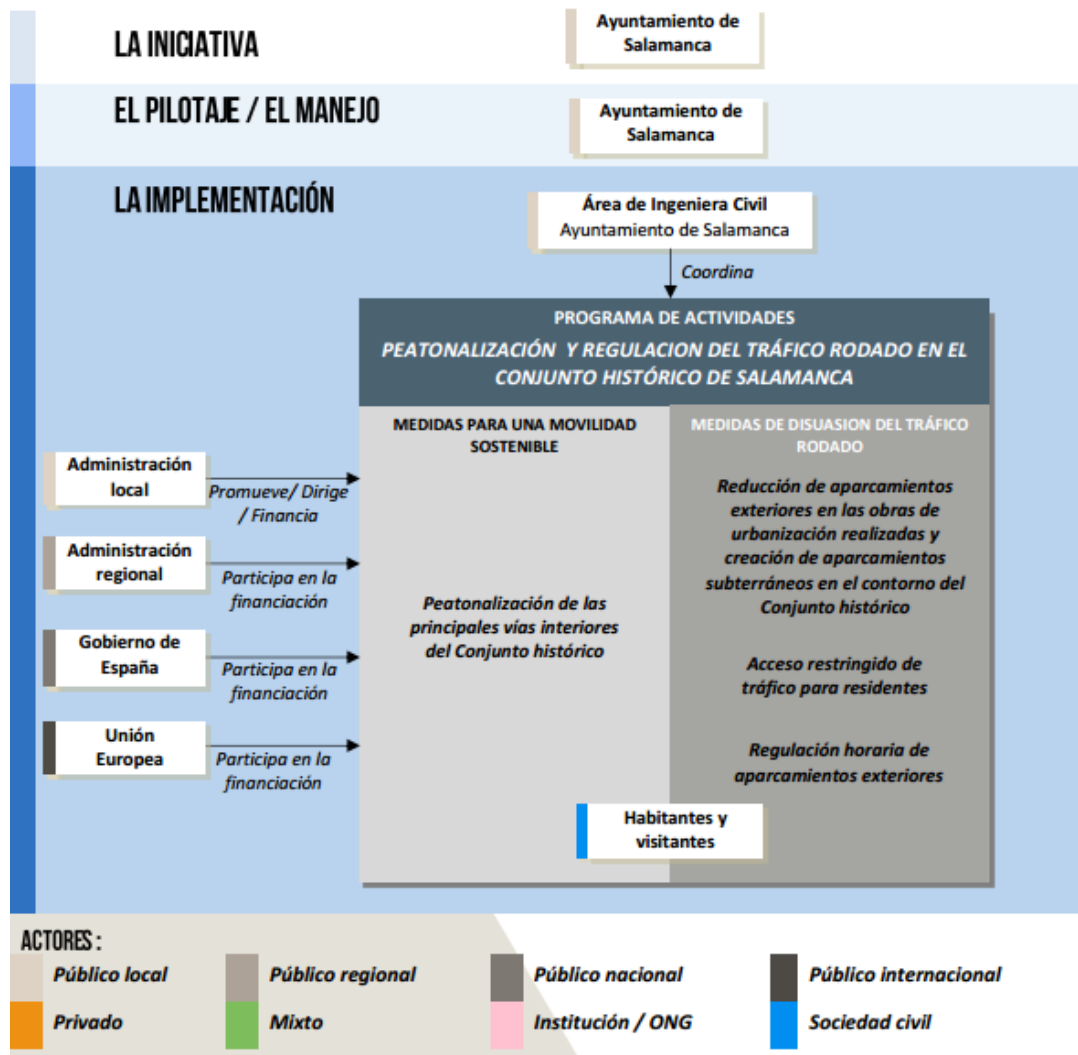 LA INICIATIVA
Ayuntamiento de
Salamanca
EL PILOTAJE / EL MANEJO
Ayuntamiento de
Salamanca
LA IMPLEMENTACIÓN
Área de Ingeniera Civil
Ayuntamiento de Salamanca
Coordina
PROGRAMA DE ACTIVIDADES
PEATONALIZACIÓN Y REGULACION DEL TRÁFICO RODADO EN EL
CONJUNTO HISTÓRICO DE SALAMANCA
MEDIDAS PARA UNA MOVILIDAD
SOSTENIBLE
Peatonalización de las
principales vías interiores
del Conjunto histórico
MEDIDAS DE DISUASION DEL TRÁFICO
RODADO
Reducción de aparcamientos
exteriores en las obras de
urbanización realizadas y
creación de aparcamientos
subterráneos en el contorno del
Conjunto histórico
Acceso restringido de
tráfico para residentes
Regulación horaria de
aparcamientos exteriores
Administración
local
Promueve/ Dirige
/ Financia
Administración
regional
Participa en la
financiación
Gobierno de
España
Participa en la
financiación
Unión
Europea
Participa en la
financiación
Habitantes y
visitantes
ACTORES :
Público local
Público regional
Público nacional
Público internacional
Privado
Mixto
Institución / ONG
Sociedad civil